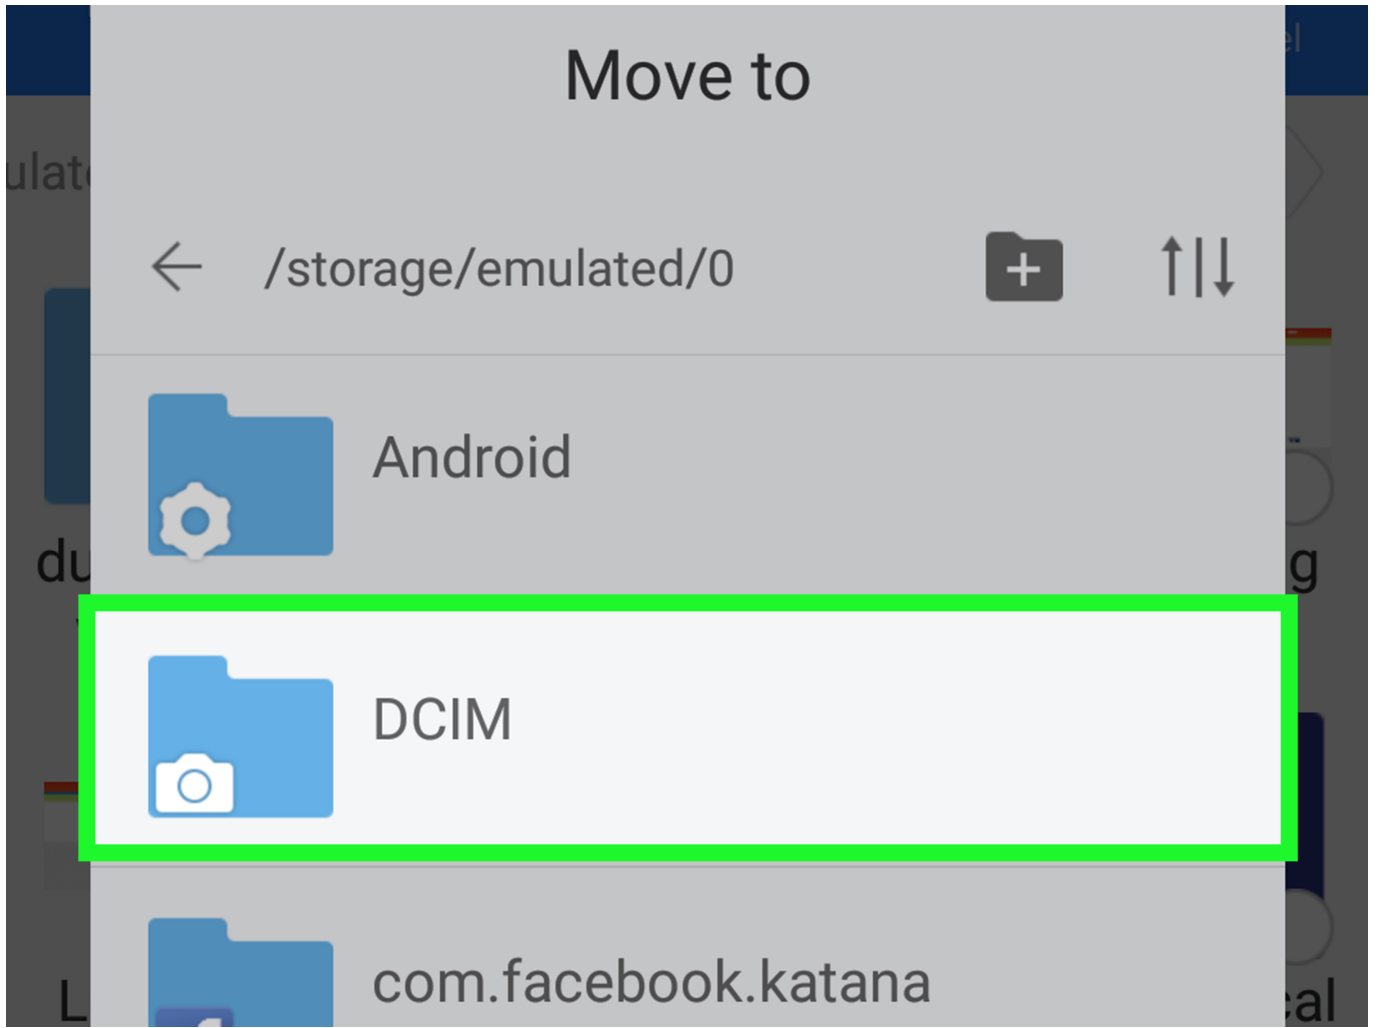 Move to
/storage/emulated/0
Android
DCIM
com.facebook.katana